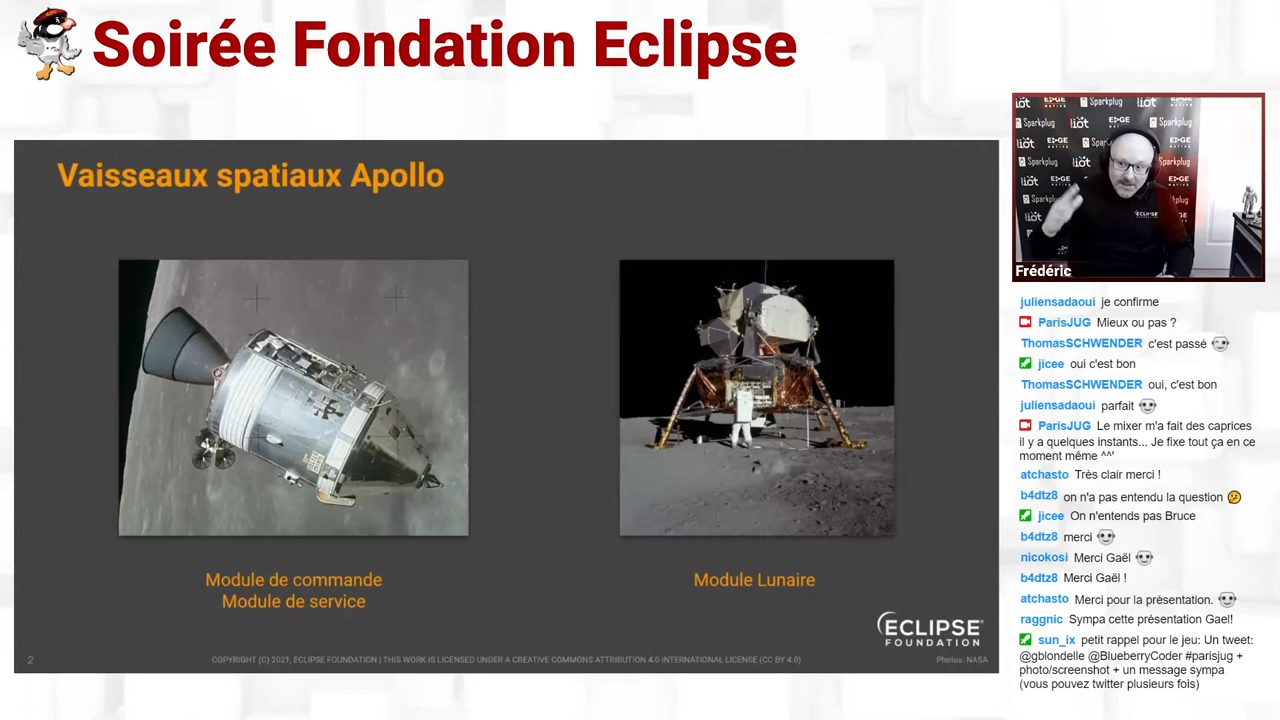 Soirée Fondation Eclipse
Vaisseaux spatiaux Apollo
Module de commande
Module de service
Module Lunaire
ECLIPSE
FOUNDATION
2
COPYRIGHT (C) 2021, ECLIPSE FOUNDATION | THIS WORK IS LICENSED UNDER A CREATIVE COMMONS ATTRIBUTION 4.0 INTERNATIONAL LICENSE (CC BY 4.0)
Photos: NASA
Sparkplug
Sparkplug
Sparkplug
EDGE
iot
ECLIPSE
Frédéric
juliensadaoui je confirme
ParisJUG Mieux ou pas ?
ThomasSCHWENDER c'est passé
jicee oui c'est bon
ThomasSCHWENDER oui, c'est bon
juliensadaoui parfait
ParisJUG Le mixer m'a fait des caprices
il y a quelques instants... Je fixe tout ça en ce
moment même ^^'
atchasto Très clair merci !
b4dtz8 on n'a pas entendu la question
jicee On n'entends pas Bruce
b4dtz8 merci
nicokosi Merci Gaël
b4dtz8 Merci Gaël !
atchasto Merci pour la présentation.
raggnic Sympa cette présentation Gael!
sun_ix petit rappel pour le jeu: Un tweet:
@gblondelle @BlueberryCoder #parisjug +
photo/screenshot + un message sympa
(vous pouvez twitter plusieurs fois)